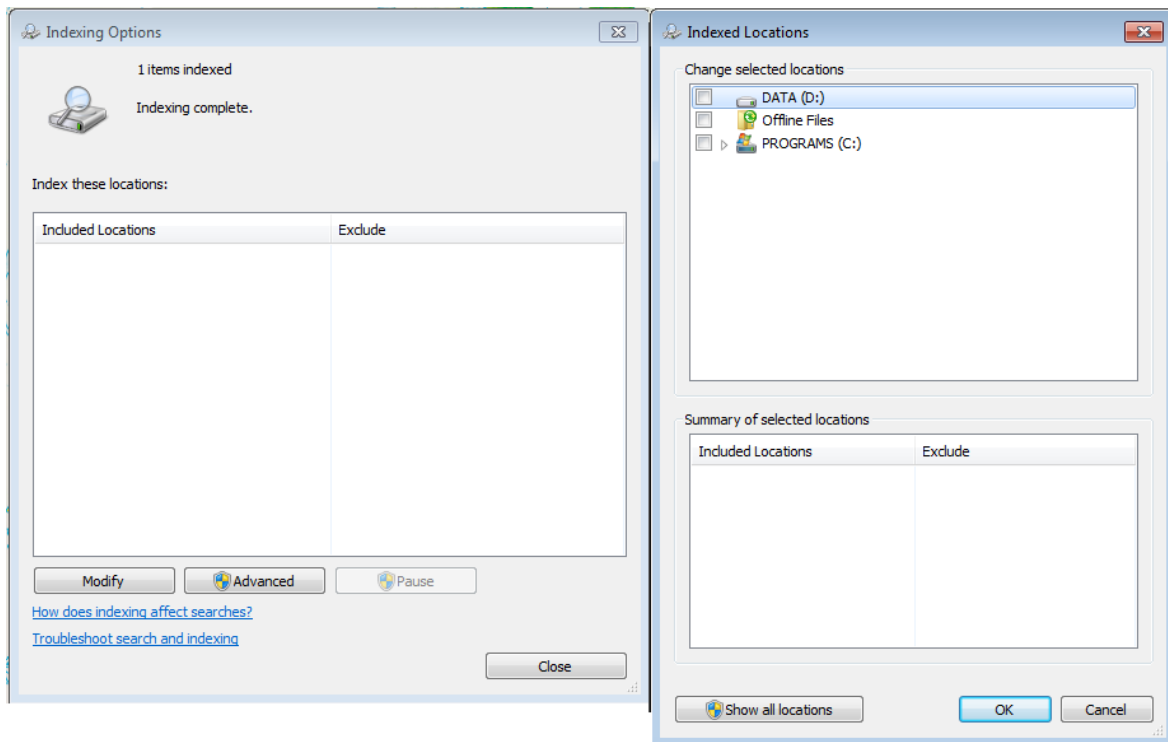 Indexing Options
1 items indexed
Indexing complete.
Index these locations:
Included Locations Exclude
Modify Advanced Pause
How does indexing affect searches?
Troubleshoot search and indexing
Close
Indexed Locations
Change selected locations
DATA (D:)
Offline Files
PROGRAMS (C:)
Summary of selected locations
Included Locations Exclude
Show all locations OK Cancel